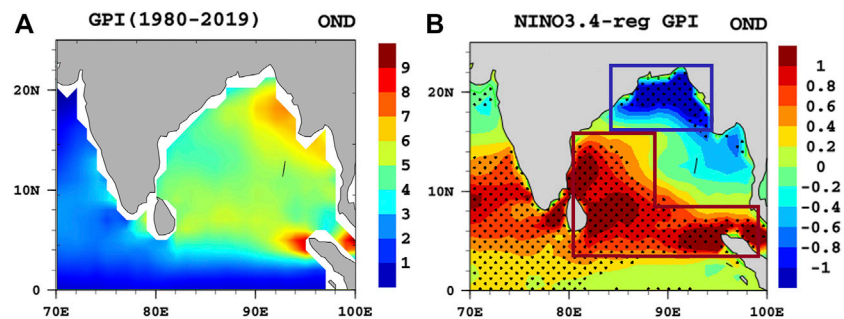 A GPI(1980-2019) OND
20N
10N
0
70E 80E 90E 100E
9
8
7
6
5
4
3
2
1
B NINO3.4-reg GPI OND
20N
10N
0
70E 80E 90E 100E
1
0.8
0.6
0.4
0.2
0
-0.2
-0.4
-0.6
-0.8
-1